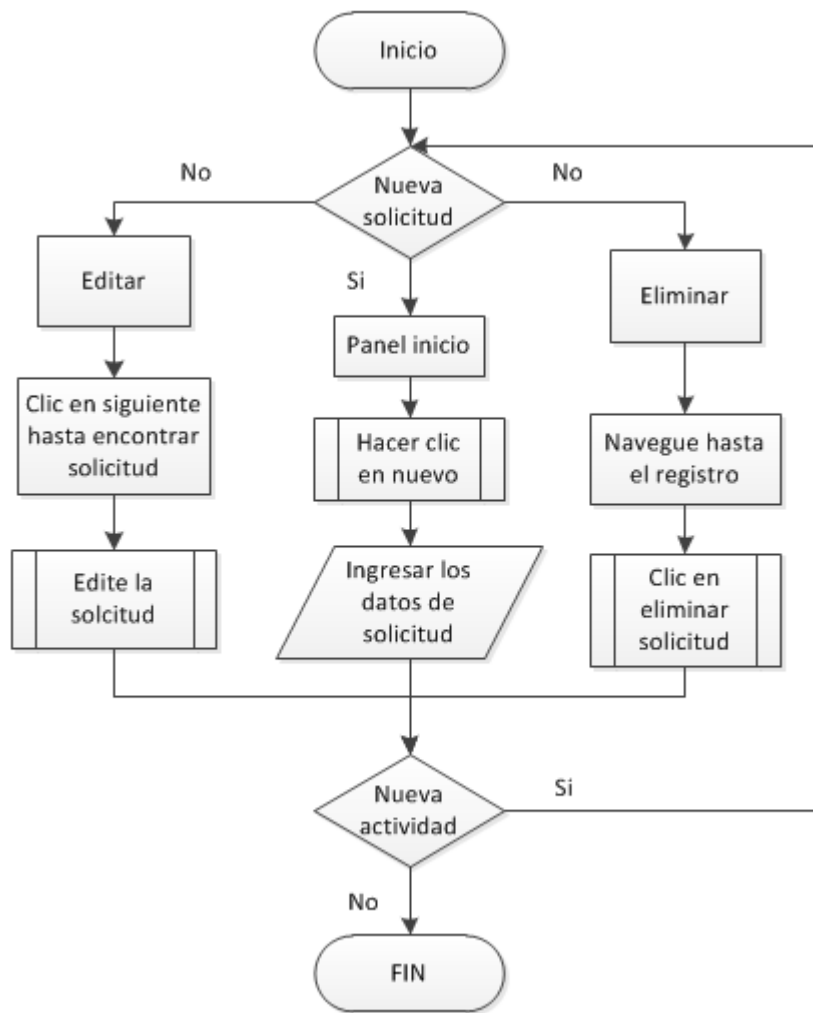 Inicio
No
Nueva
solicitud
No
Editar
Si
Eliminar
Panel inicio
Clic en siguiente
hasta encontrar
solicitud
Hacer clic
en nuevo
Navegue hasta
el registro
Edite la
solcitud
Ingresar los
datos de
solicitud
Clic en
eliminar
solicitud
Nueva
actividad
Si
No
FIN